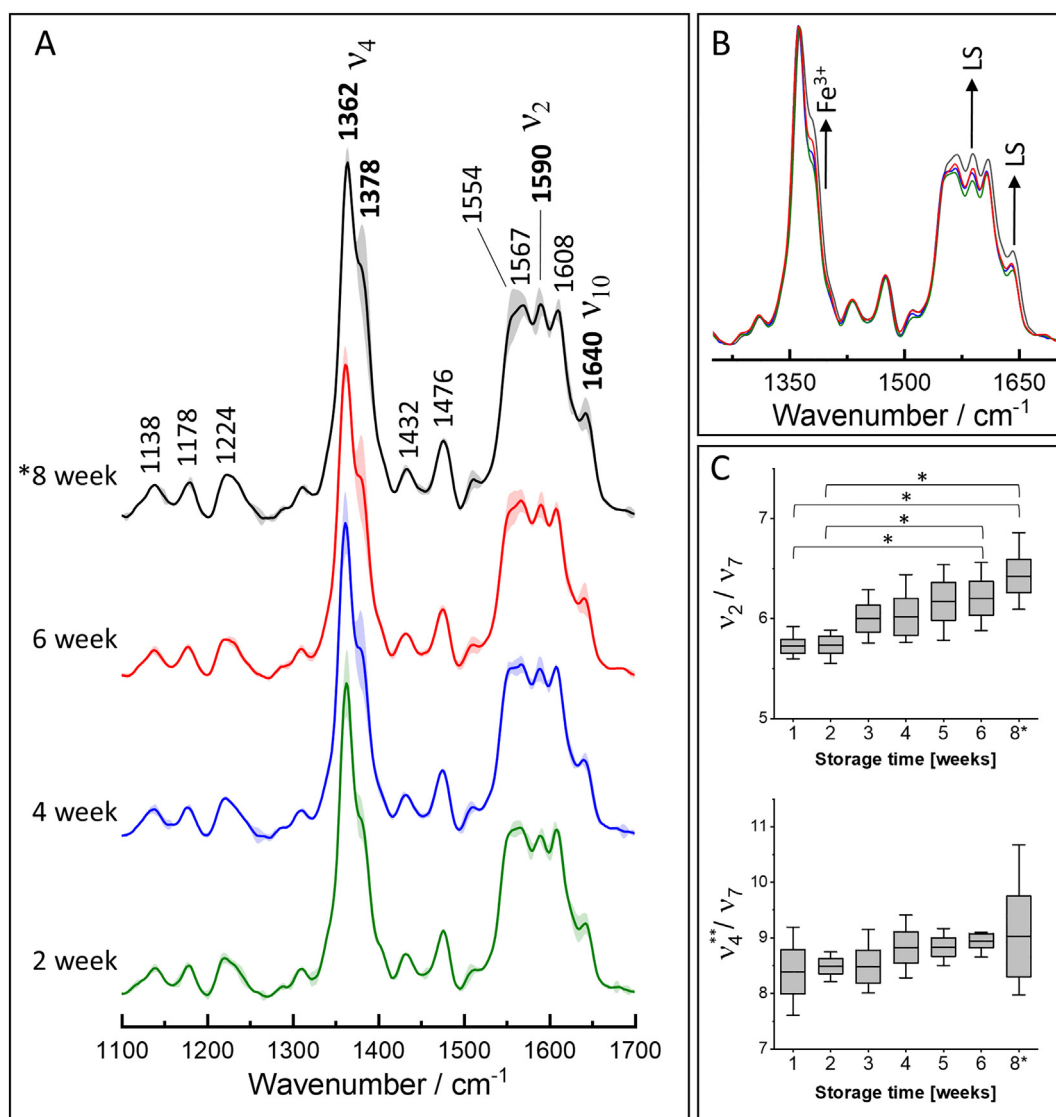 A
1362 ν4
1378
1554
1567
1590 ν2
1608
1640 ν10
1138
1178
1224
1432
1476
*8 week
6 week
4 week
2 week
1100 1200 1300 1400 1500 1600 1700
Wavenumber / cm-1
B
Fe3+
LS
LS
1350 1500 1650
Wavenumber / cm-1
C
*
*
*
*
7
6
5
ν2 / ν7
1 2 3 4 5 6 8*
Storage time [weeks]
11
10
9
8
7
ν4** / ν7
1 2 3 4 5 6 8*
Storage time [weeks]